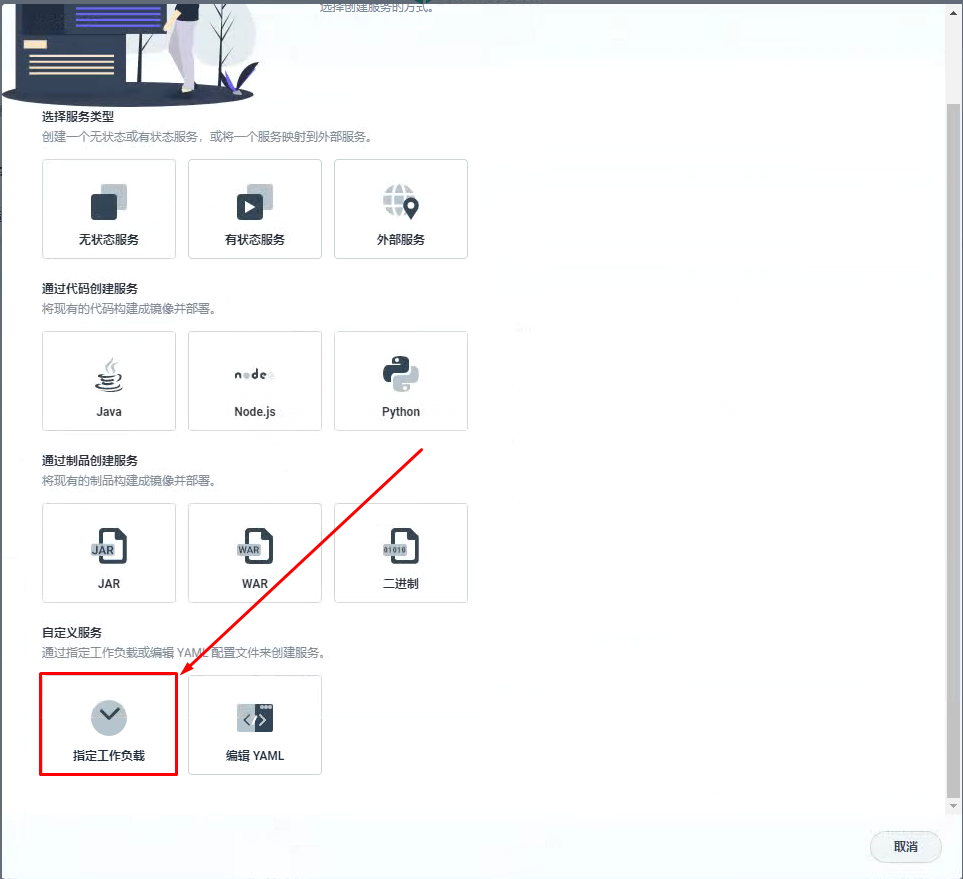 选择创建服务的方式。
选择服务类型
创建一个无状态或有状态服务，或将一个服务映射到外部服务。
无状态服务
有状态服务
外部服务
通过代码创建服务
将现有的代码构建成镜像并部署。
node
Java
Node.js
Python
通过制品创建服务
将现有的制品构建成镜像并部署。
JAR
WAR
01010
JAR
WAR
二进制
自定义服务
通过指定工作负载或编辑 YAML 配置文件来创建服务。
指定工作负载
编辑 YAML
取消